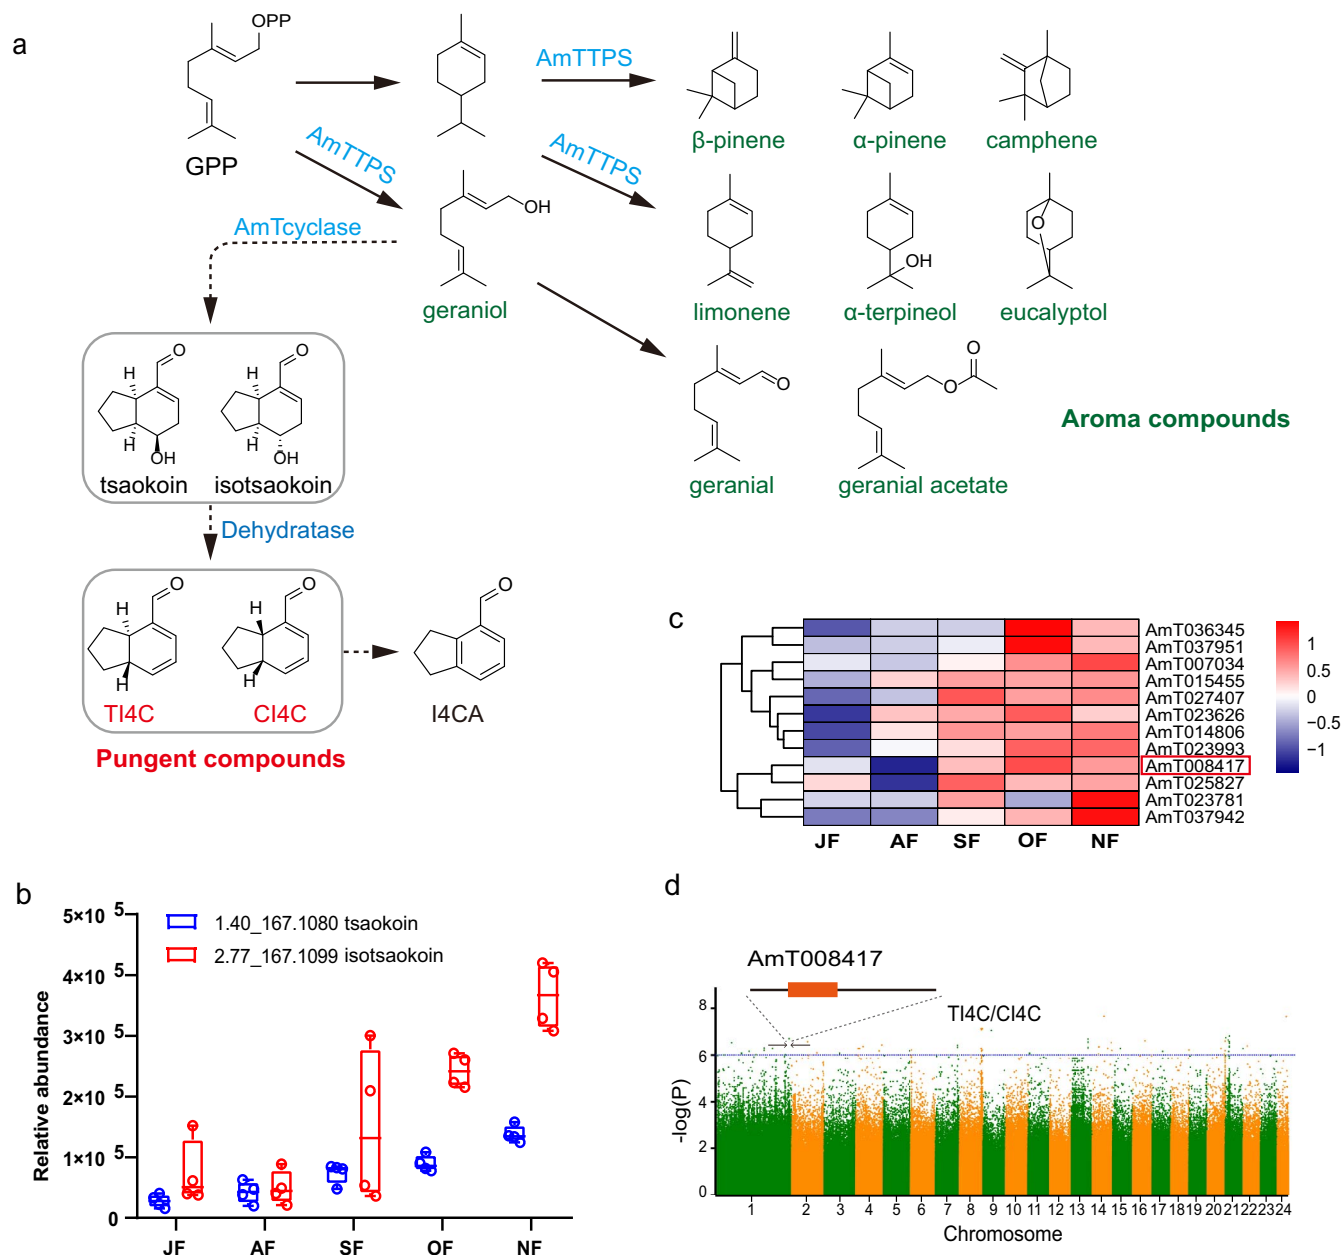 a
OPP
GPP
AmTTPS
AmTTPS
AmTTPS
β-pinene
α-pinene
camphene
AmTcyclase
OH
geraniol
OH
O
limonene
α-terpineol
eucalyptol
O
O
O
geranial
geranial acetate
Aroma compounds
O
H
H
OH
tsaokoin
O
H
H
OH
isotsaokoin
Dehydratase
O
H
H
TI4C
O
H
H
CI4C
O
I4CA
Pungent compounds
c
AmT036345
AmT037951
AmT007034
AmT015455
AmT027407
AmT023626
AmT014806
AmT023993
AmT008417
AmT025827
AmT023781
AmT037942
JF AF SF OF NF
1
0.5
0
−0.5
−1
b
5×10 5
4×10 5
3×10 5
2×10 5
1×10 5
0
Relative abundance
1.40_167.1080 tsaokoin
2.77_167.1099 isotsaokoin
JF AF SF OF NF
d
AmT008417
TI4C/CI4C
8
6
4
2
0
-log(P)
1 2 3 4 5 6 7 8 9 10 11 12 13 14 15 16 17 18 19 20 21 22 23 24
Chromosome